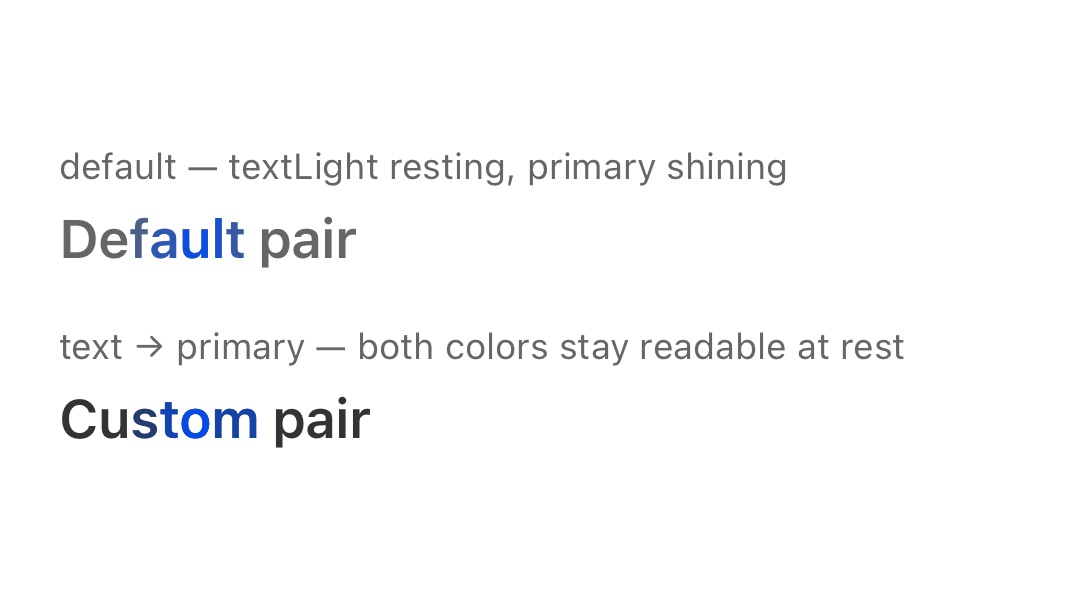 default — textLight resting, primary shining
Default pair
text → primary — both colors stay readable at rest
Custom pair